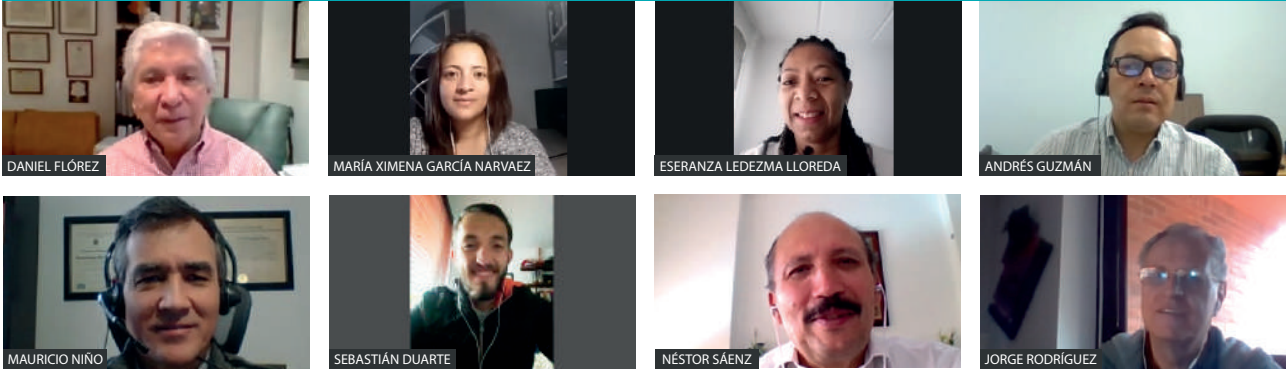 DANIEL FLÓREZ
MARÍA XIMENA GARCÍA NARVAEZ
ESERANZA LEDEZMA LLOREDA
ANDRÉS GUZMÁN
MAURICIO NIÑO
SEBASTIÁN DUARTE
NÉSTOR SÁENZ
JORGE RODRÍGUEZ